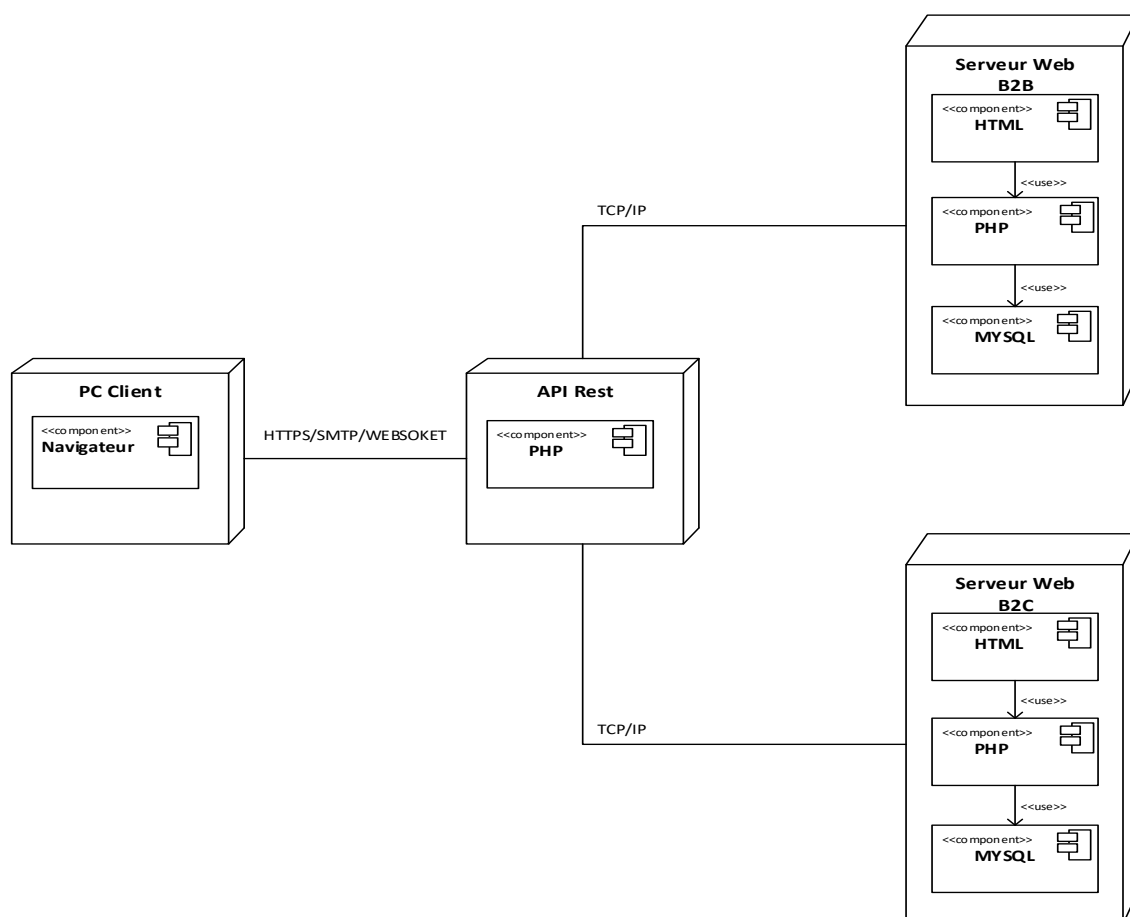 Serveur Web
B2B
<<component>>
HTML
<<use>>
<<component>>
PHP
<<use>>
<<component>>
MYSQL
TCP/IP
PC Client
<<component>>
Navigateur
HTTPS/SMTP/WEBSOKET
API Rest
<<component>>
PHP
TCP/IP
Serveur Web
B2C
<<component>>
HTML
<<use>>
<<component>>
PHP
<<use>>
<<component>>
MYSQL